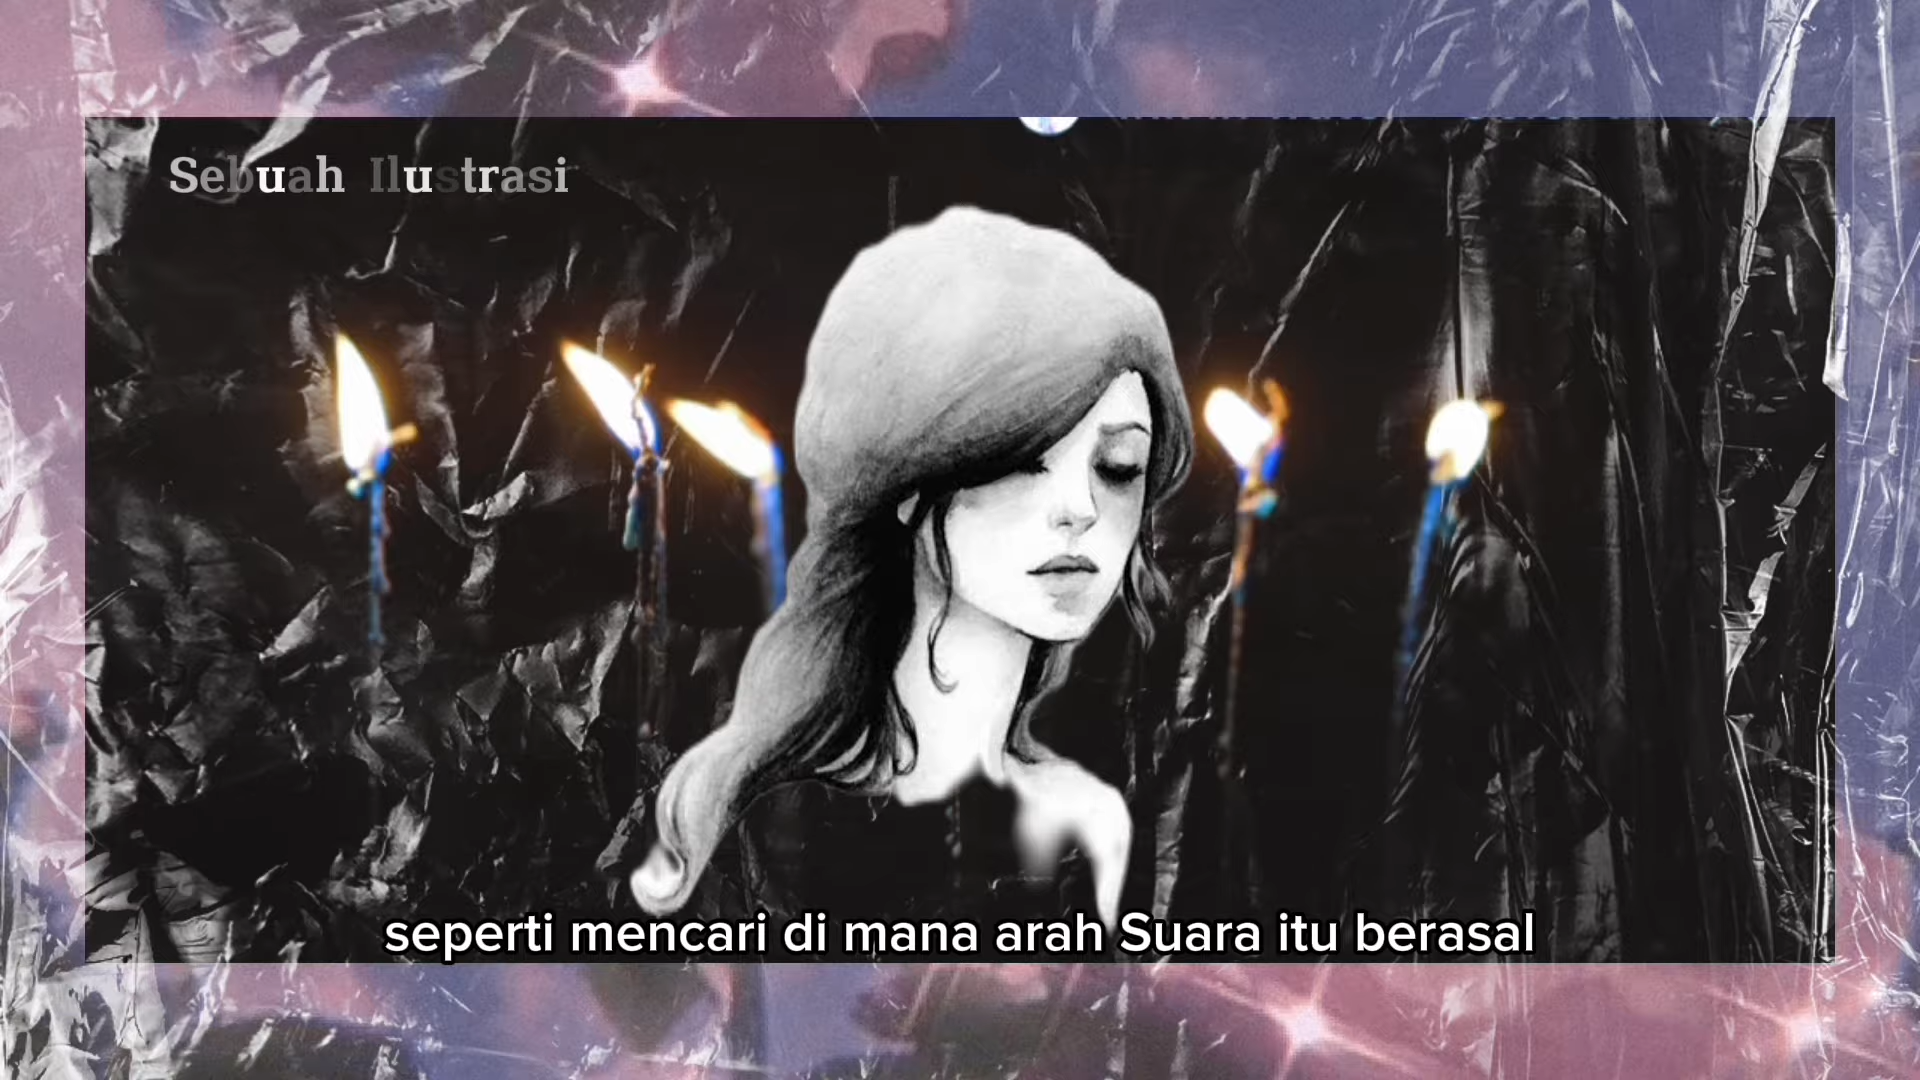 Sebuah Ilustrasi
seperti mencari di mana arah Suara itu berasal